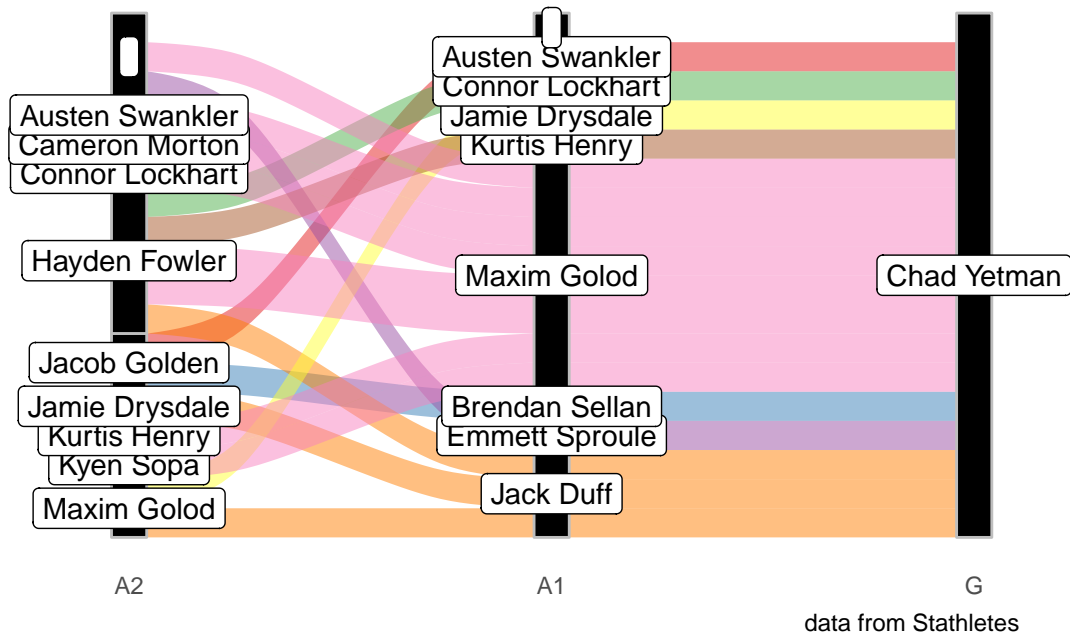 Austen Swankler
Cameron Morton
Connor Lockhart
Hayden Fowler
Jacob Golden
Jamie Drysdale
Kurtis Henry
Kyen Sopa
Maxim Golod
Austen Swankler
Connor Lockhart
Jamie Drysdale
Kurtis Henry
Maxim Golod
Brendan Sellan
Emmett Sproule
Jack Duff
Chad Yetman
A2
A1
G
data from Stathletes